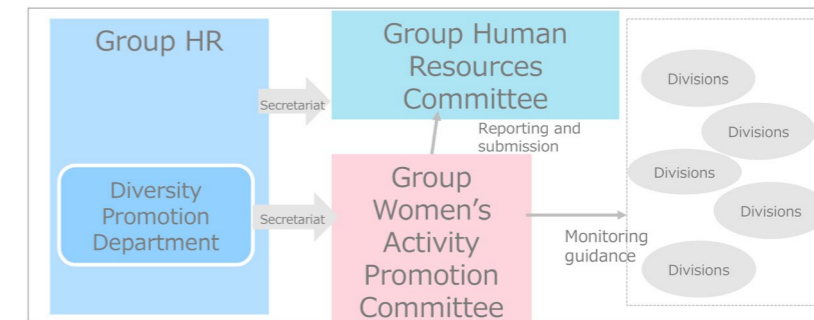 Group HR
Diversity
Promotion
Department
Secretariat
Secretariat
Group Human
Resources
Committee
Reporting and
submission
Group
Women's
Activity
Promotion
Committee
Monitoring
guidance
Divisions
Divisions
Divisions
Divisions
Divisions